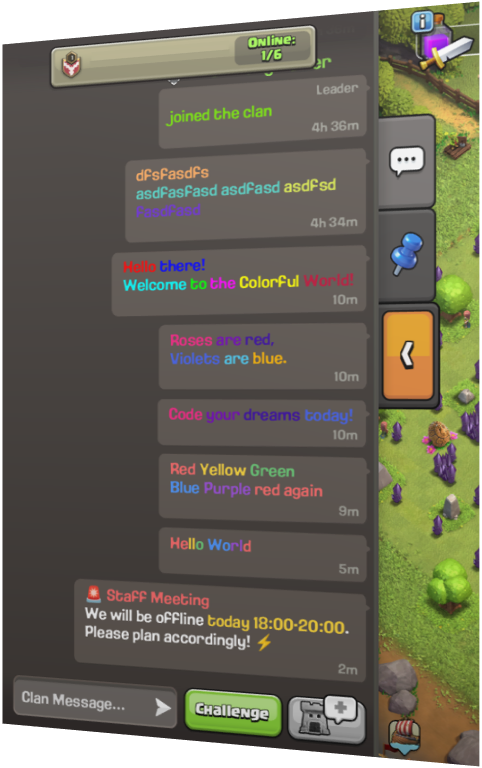 Online:
1/6
er
Leader
joined the clan
4h 36m
dfsfasdfs
asdfasfasd asdfasd asdfsd
fasdfasd
4h 34m
Hello there!
Welcome to the Colorful World!
10m
Roses are red,
Violets are blue.
10m
Code your dreams today!
10m
Red Yellow Green
Blue Purple red again
9m
Hello World
5m
🚨 Staff Meeting
We will be offline today 18:00-20:00.
Please plan accordingly! ⚡
2m
Clan Message...
Challenge